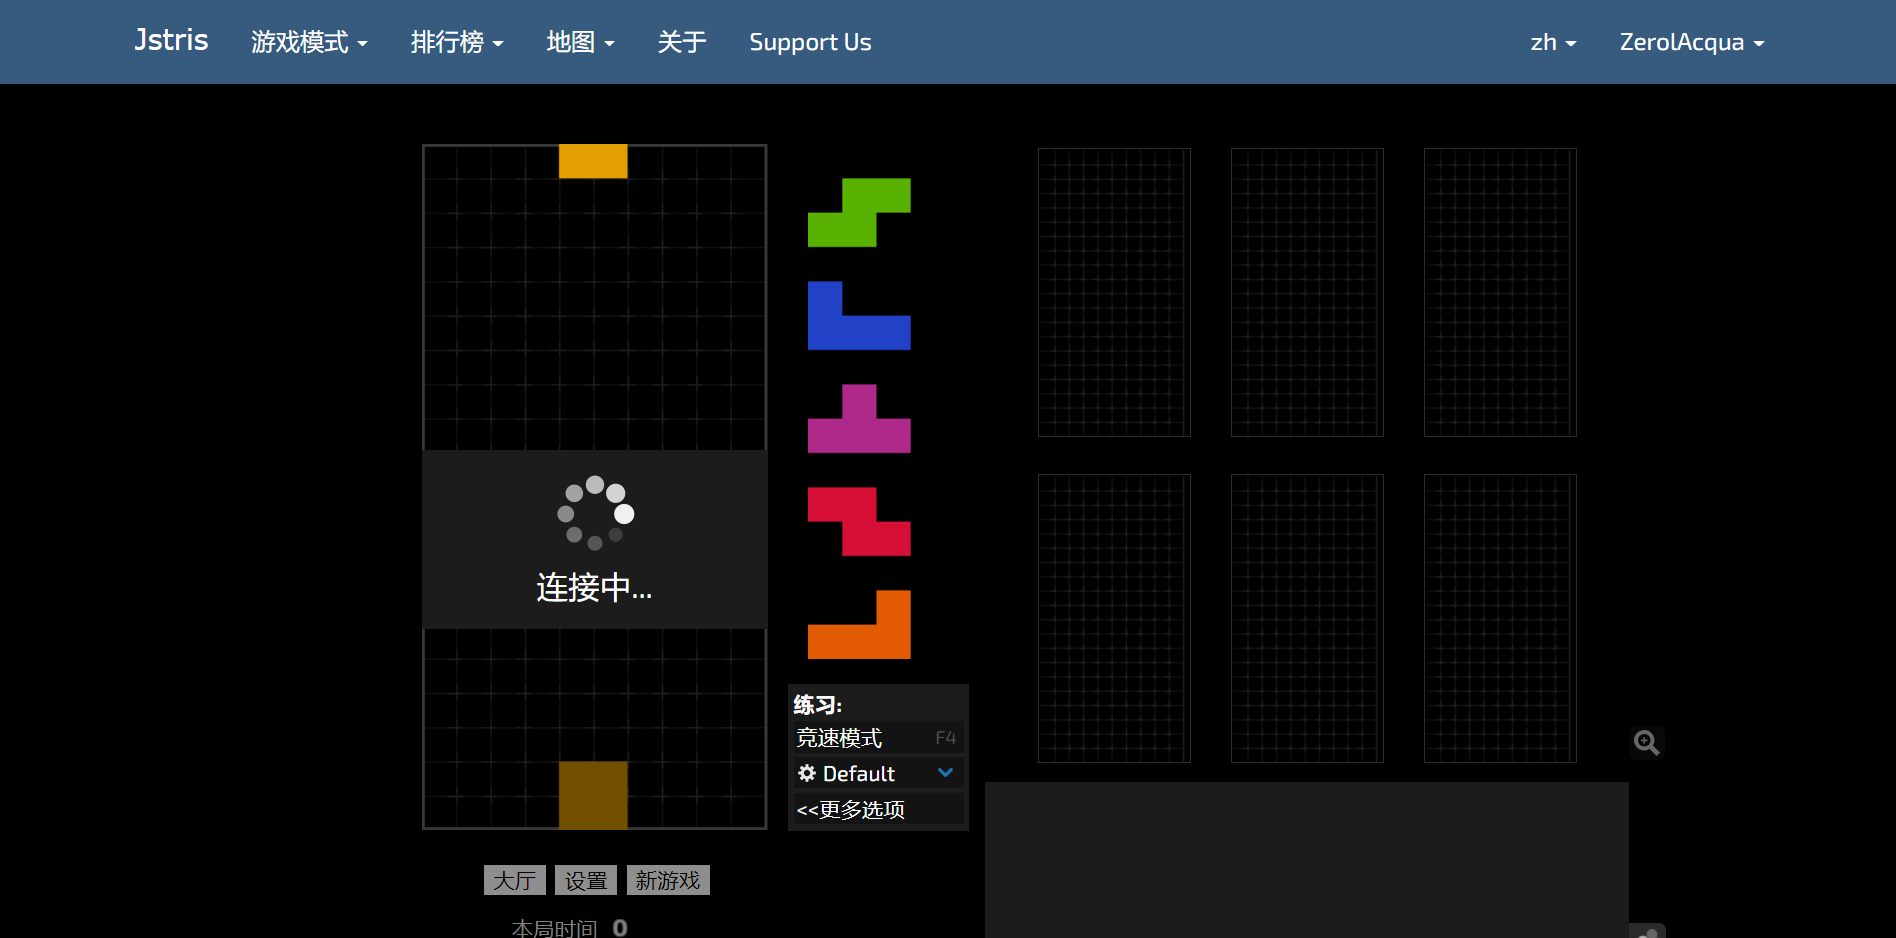 Jstris 游戏模式 排行榜 地图 关于 Support Us zh ZerolAcqua
连接中...
练习:
竞速模式 F4
Default
<<更多选项
大厅 设置 新游戏
本局时间 0